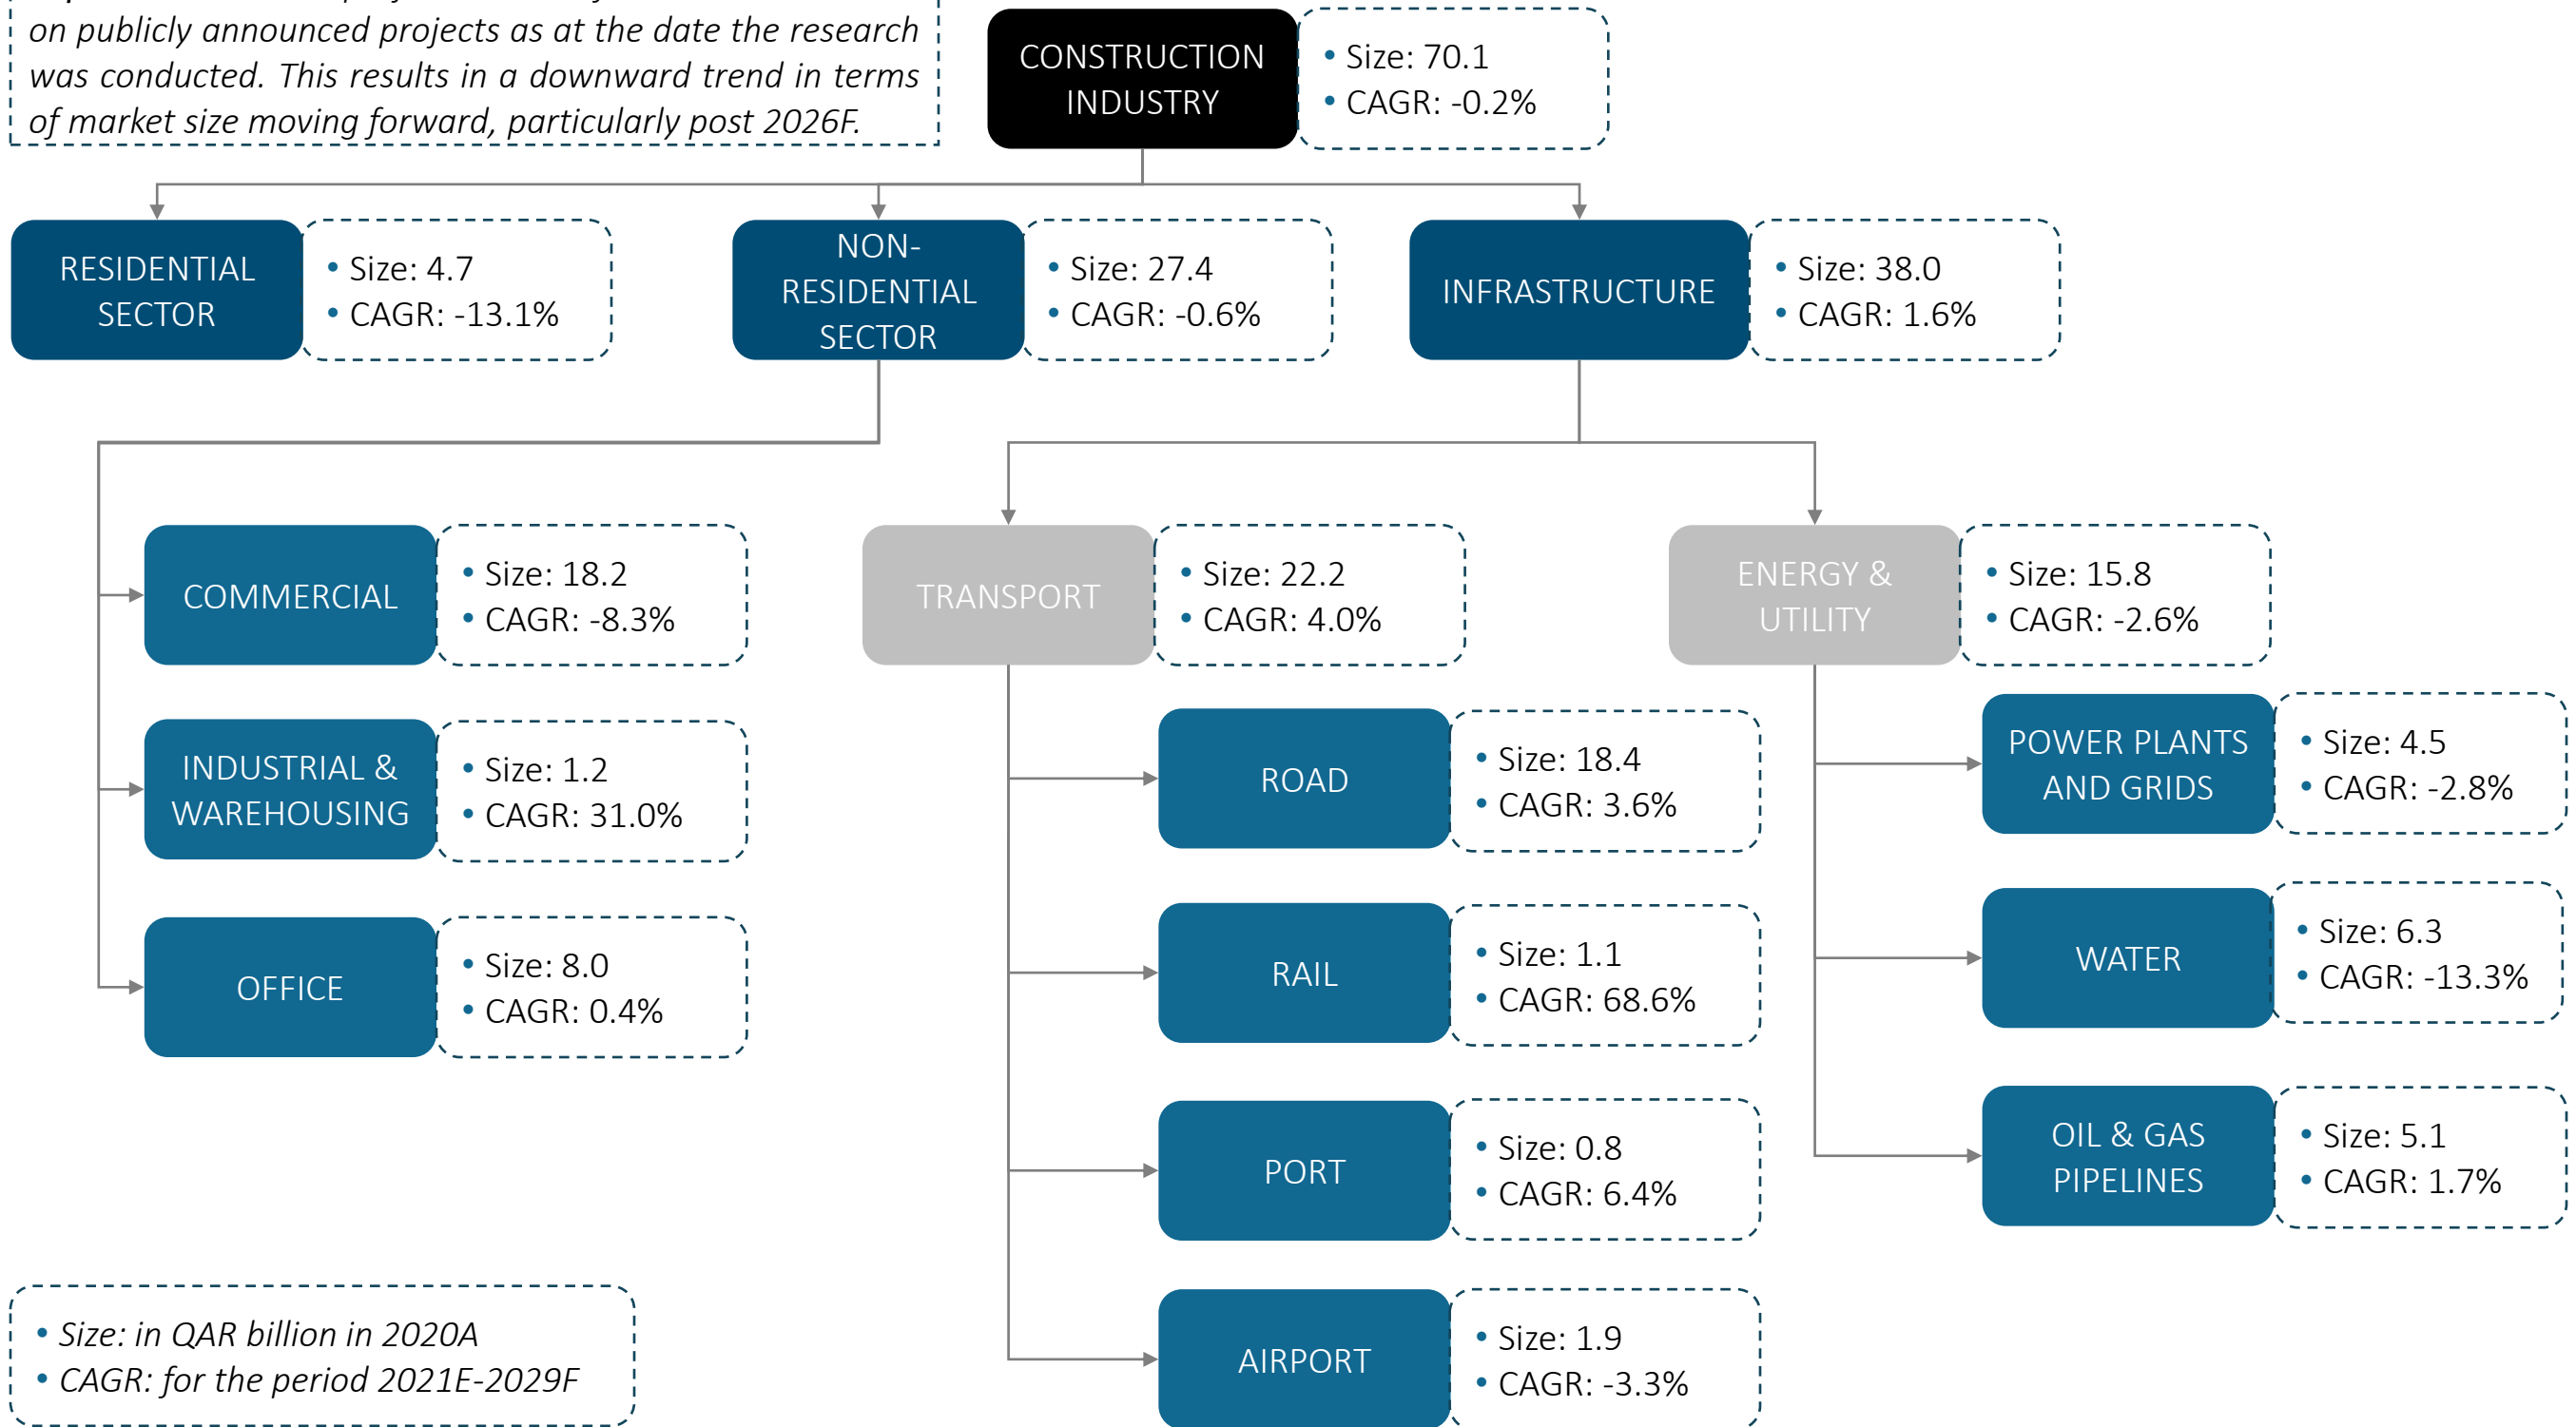 on publicly announced projects as at the date the research
was conducted. This results in a downward trend in terms
of market size moving forward, particularly post 2026F.
CONSTRUCTION
INDUSTRY
• Size: 70.1
• CAGR: -0.2%
RESIDENTIAL
SECTOR
• Size: 4.7
• CAGR: -13.1%
NON-
RESIDENTIAL
SECTOR
• Size: 27.4
• CAGR: -0.6%
INFRASTRUCTURE
• Size: 38.0
• CAGR: 1.6%
COMMERCIAL
• Size: 18.2
• CAGR: -8.3%
INDUSTRIAL &
WAREHOUSING
• Size: 1.2
• CAGR: 31.0%
OFFICE
• Size: 8.0
• CAGR: 0.4%
TRANSPORT
• Size: 22.2
• CAGR: 4.0%
ROAD
• Size: 18.4
• CAGR: 3.6%
RAIL
• Size: 1.1
• CAGR: 68.6%
PORT
• Size: 0.8
• CAGR: 6.4%
AIRPORT
• Size: 1.9
• CAGR: -3.3%
ENERGY &
UTILITY
• Size: 15.8
• CAGR: -2.6%
POWER PLANTS
AND GRIDS
• Size: 4.5
• CAGR: -2.8%
WATER
• Size: 6.3
• CAGR: -13.3%
OIL & GAS
PIPELINES
• Size: 5.1
• CAGR: 1.7%
• Size: in QAR billion in 2020A
• CAGR: for the period 2021E-2029F